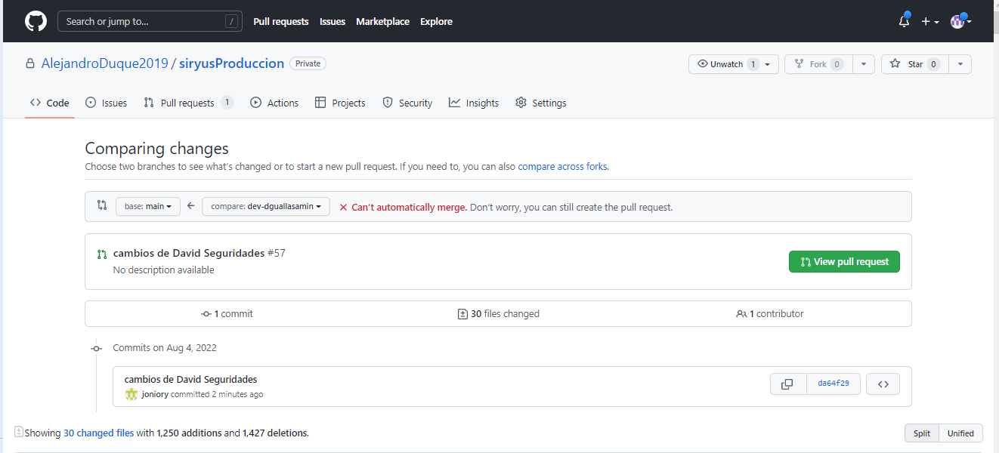 Search or jump to... / Pull requests Issues Marketplace Explore
AlejandroDuque2019 / siryusProduccion Private Unwatch 1 Fork 0 Star 0
Code Issues Pull requests 1 Actions Projects Security Insights Settings
Comparing changes
Choose two branches to see what's changed or to start a new pull request. If you need to, you can also compare across forks.
base: main compare: dev-dguallasamin Can't automatically merge. Don't worry, you can still create the pull request.
cambios de David Seguridades #57
No description available
View pull request
1 commit 30 files changed 1 contributor
Commits on Aug 4, 2022
cambios de David Seguridades
joniory committed 2 minutes ago
da64f29
Showing 30 changed files with 1,250 additions and 1,427 deletions.
Split Unified